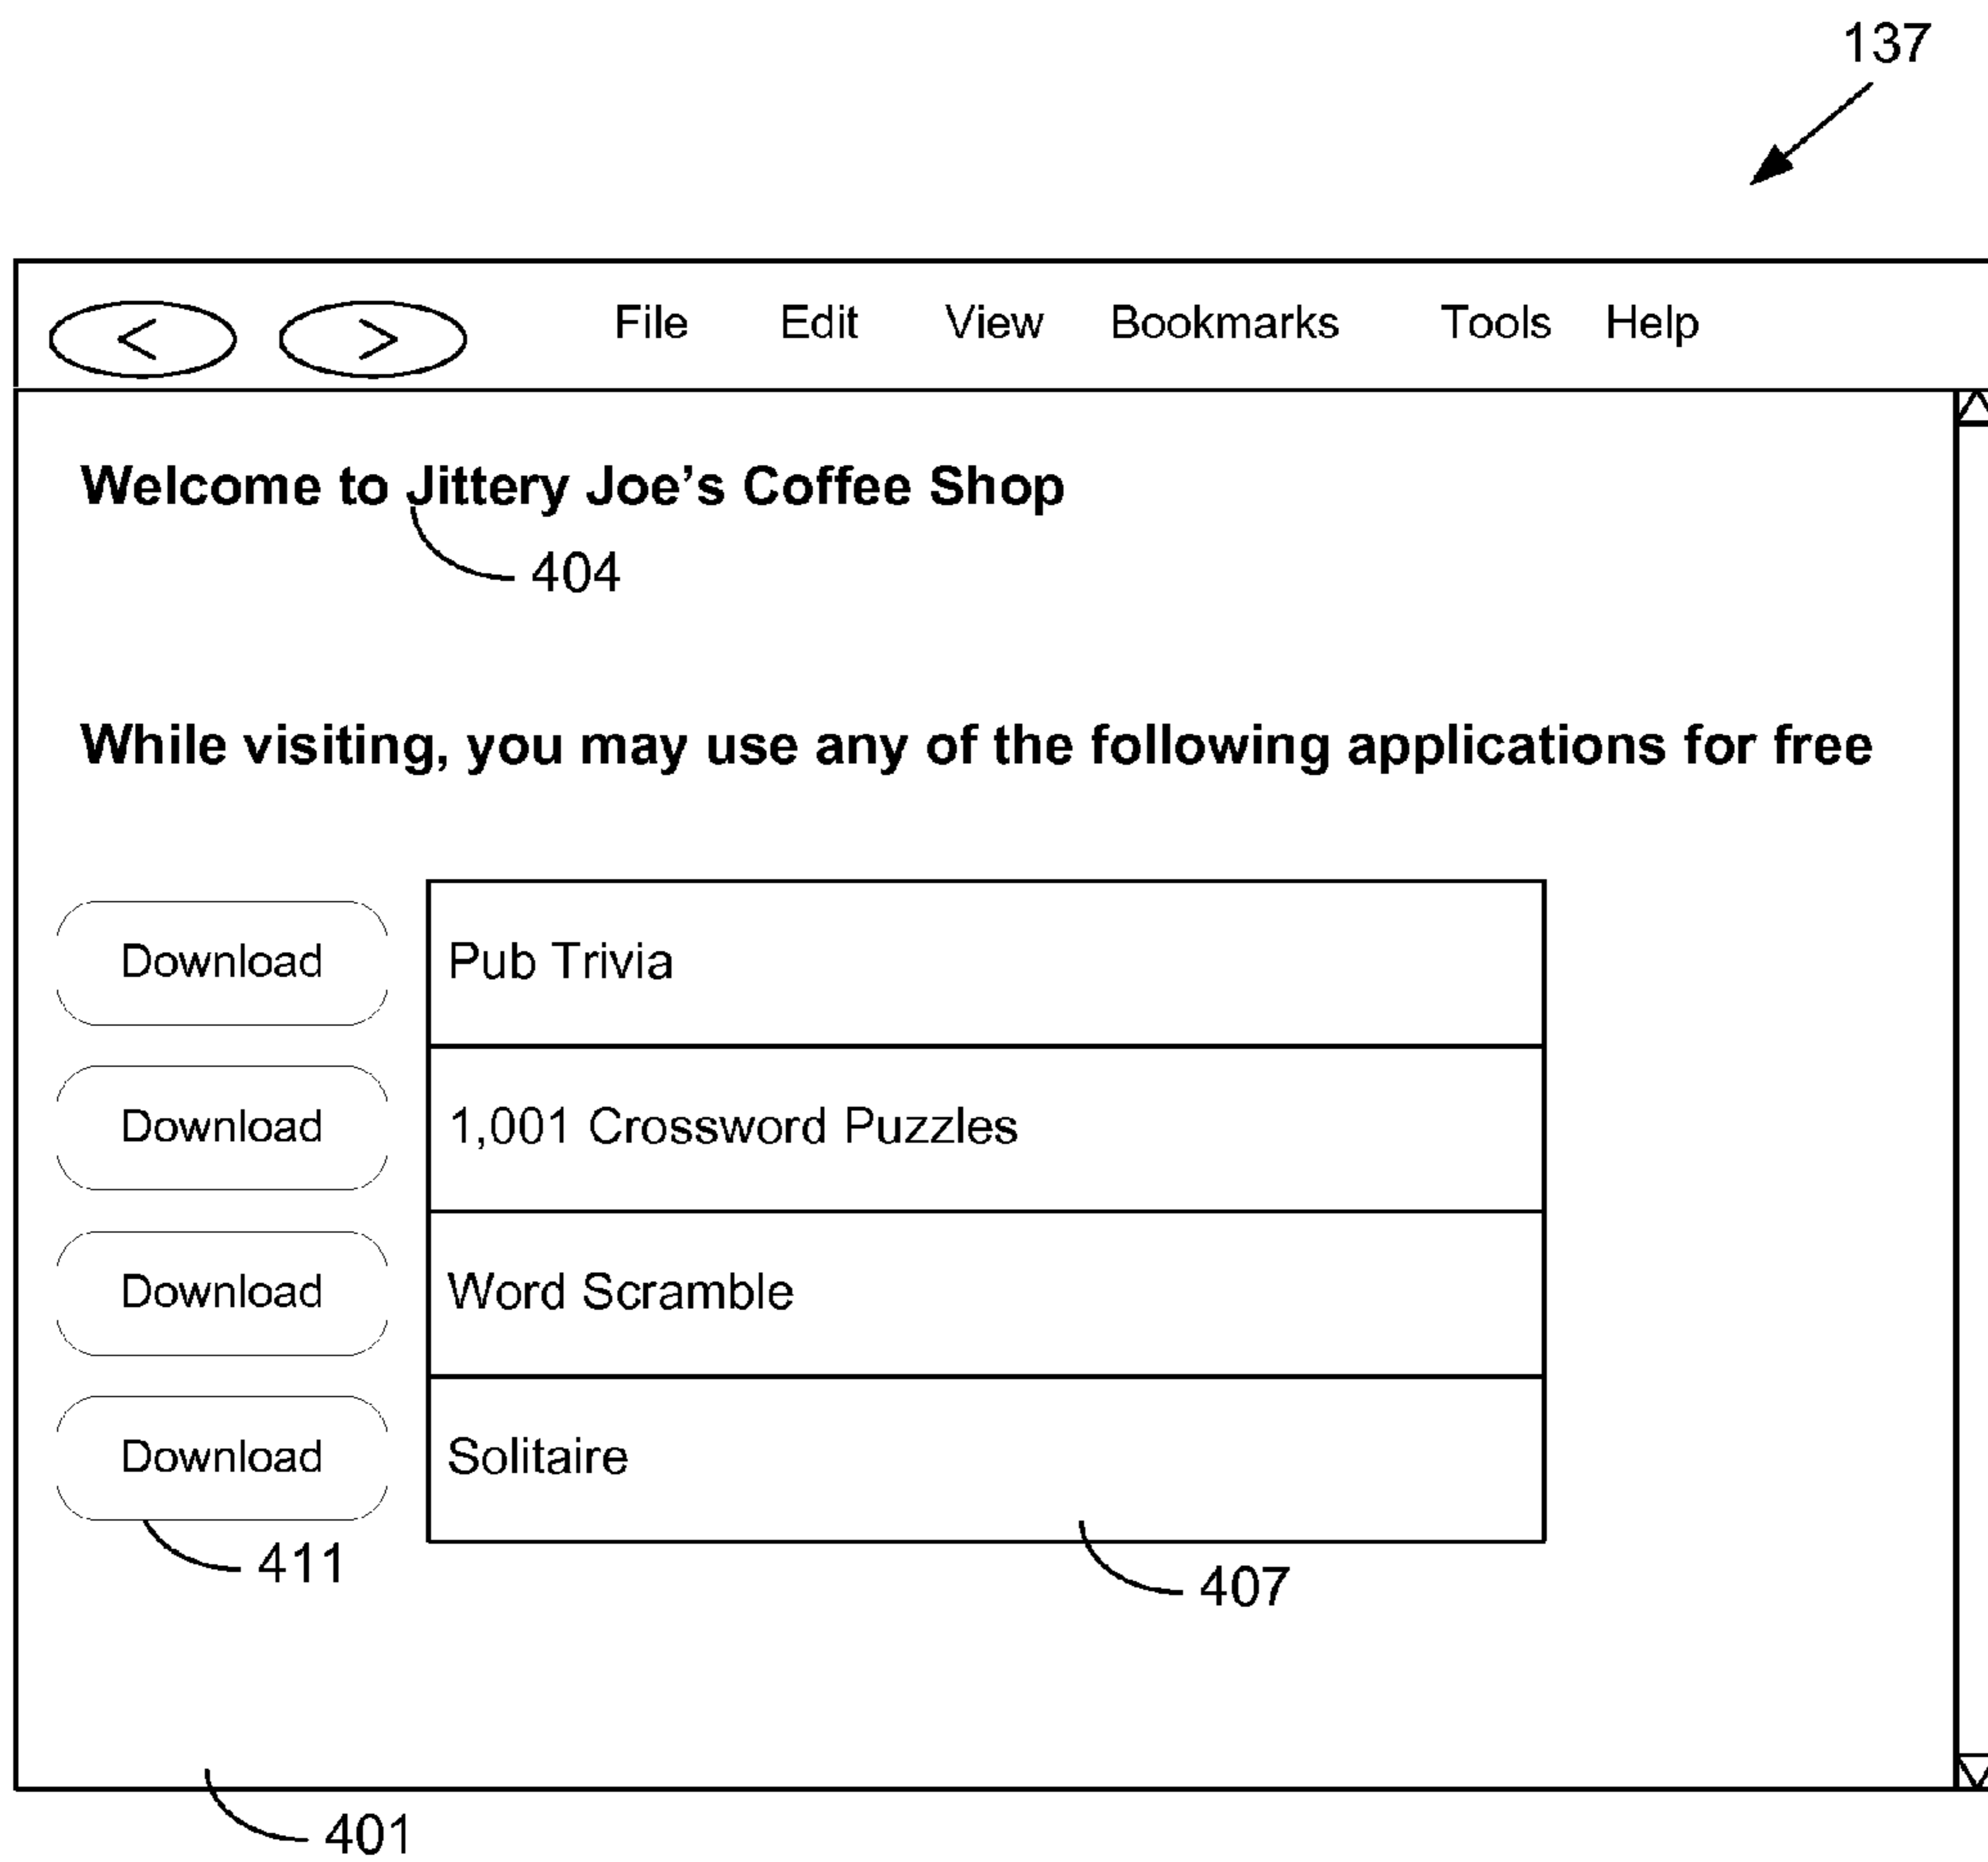 137
< > File Edit View Bookmarks Tools Help
Welcome to Jittery Joe’s Coffee Shop
404
While visiting, you may use any of the following applications for free
Download Pub Trivia
Download 1,001 Crossword Puzzles
Download Word Scramble
Download Solitaire
411
407
401